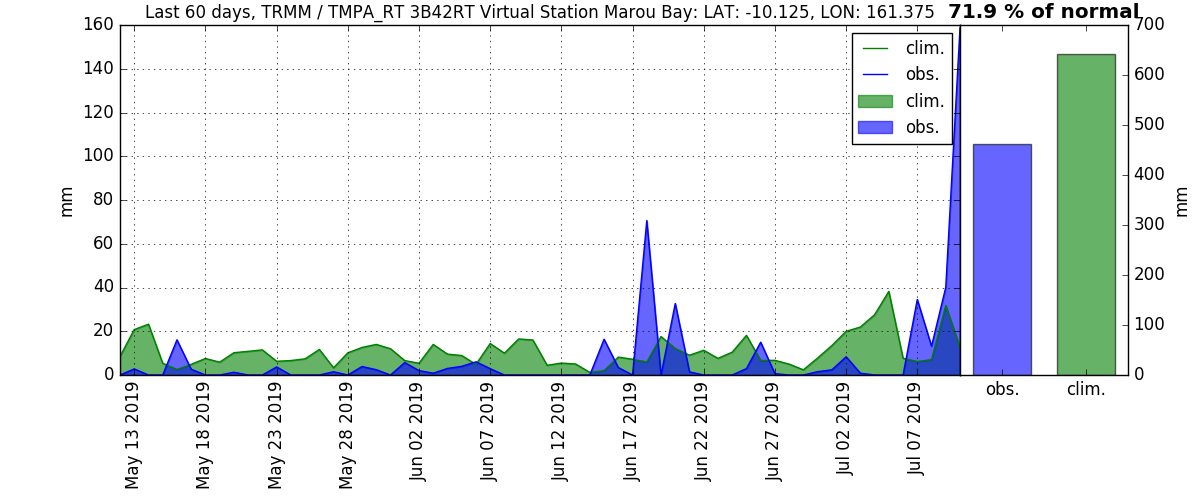 Last 60 days, TRMM / TMPA_RT 3B42RT Virtual Station Marou Bay: LAT: -10.125, LON: 161.375 71.9 % of normal
160
140
120
100
80
60
40
20
0
mm
clim.
obs.
clim.
obs.
700
600
500
400
300
200
100
0
mm
May 13 2019
May 18 2019
May 23 2019
May 28 2019
Jun 02 2019
Jun 07 2019
Jun 12 2019
Jun 17 2019
Jun 22 2019
Jun 27 2019
Jul 02 2019
Jul 07 2019
obs.
clim.